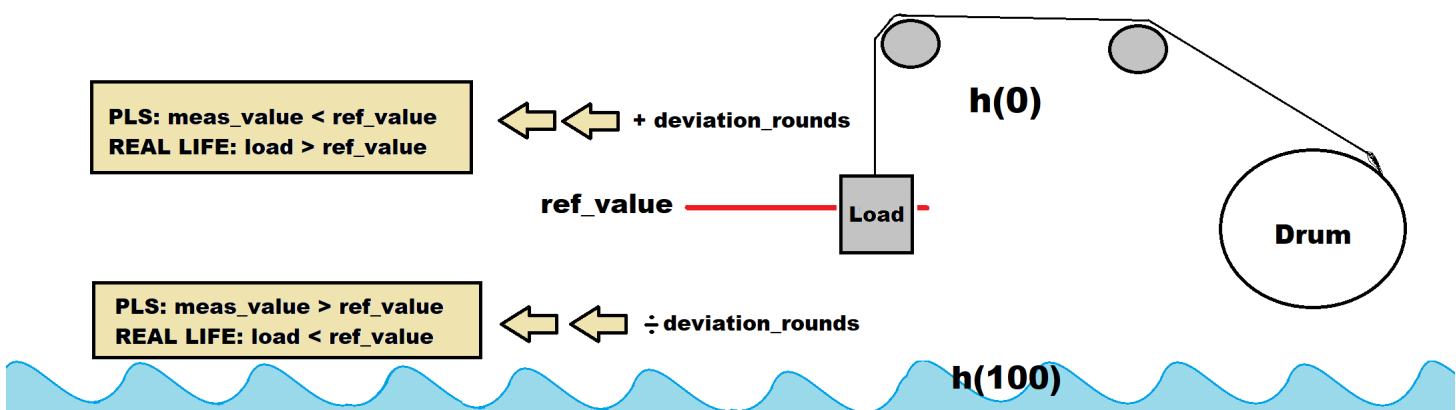 h(0)
PLS: meas_value < ref_value
REAL LIFE: load > ref_value
+ deviation_rounds
ref_value
Load
Drum
PLS: meas_value > ref_value
REAL LIFE: load < ref_value
÷ deviation_rounds
h(100)